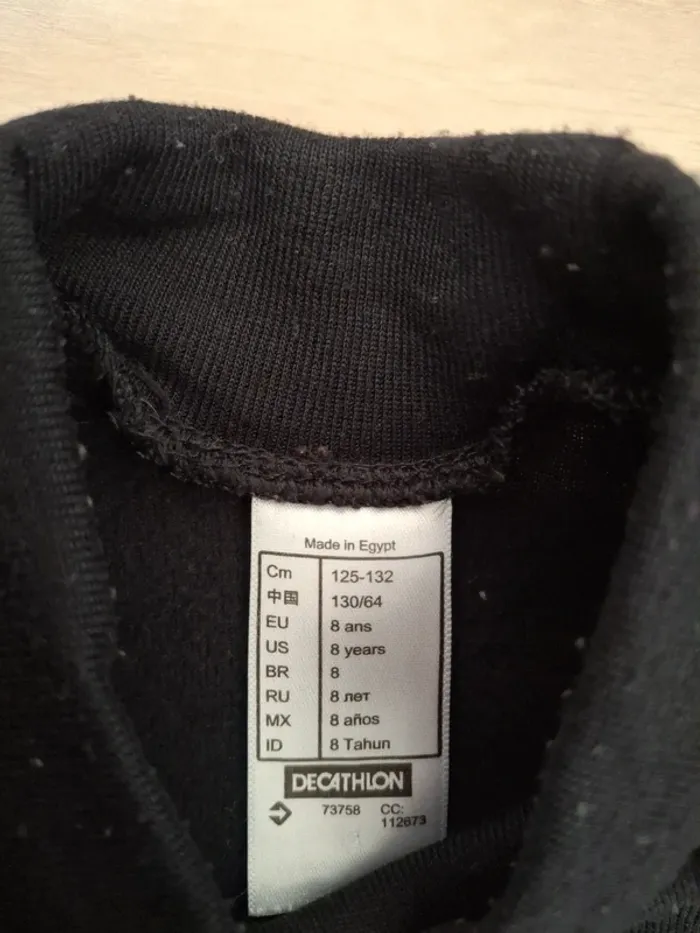 Made in Egypt
Cm 125-132
中国 130/64
EU 8 ans
US 8 years
BR 8
RU 8 лет
MX 8 años
ID 8 Tahun
DECATHLON
73758 CC:
112673